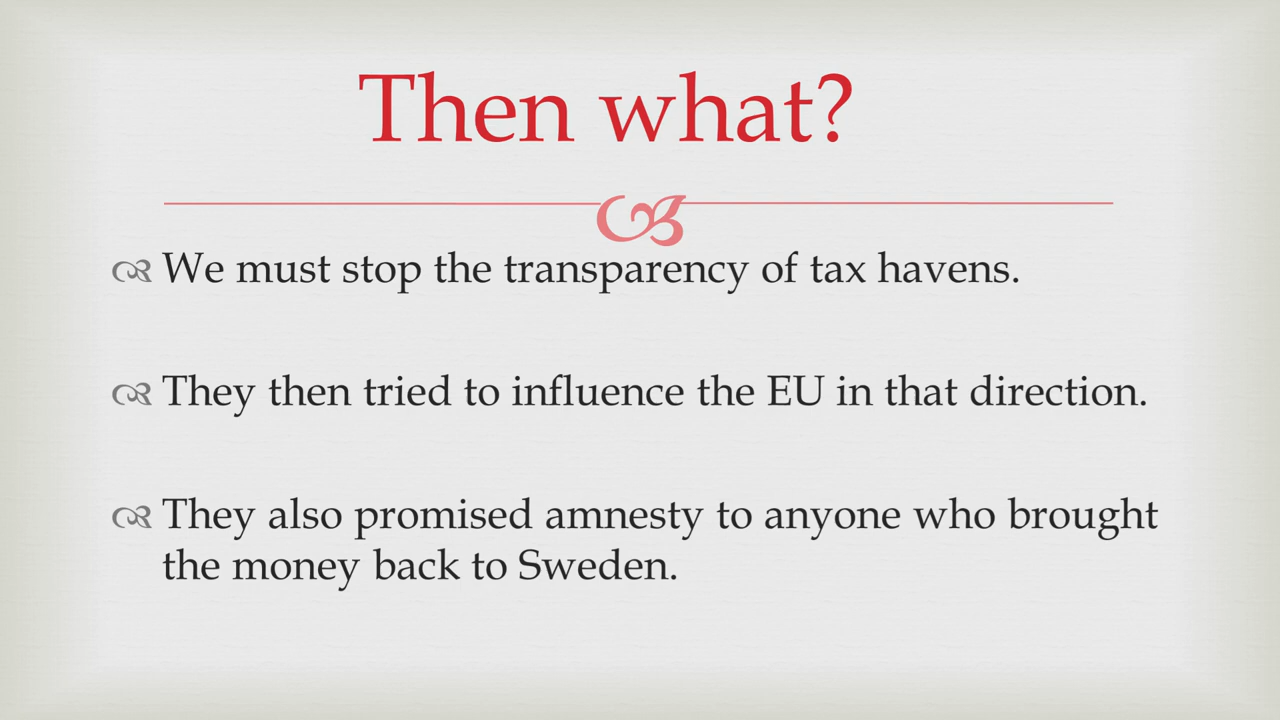 Then what?
We must stop the transparency of tax havens.
They then tried to influence the EU in that direction.
They also promised amnesty to anyone who brought
the money back to Sweden.